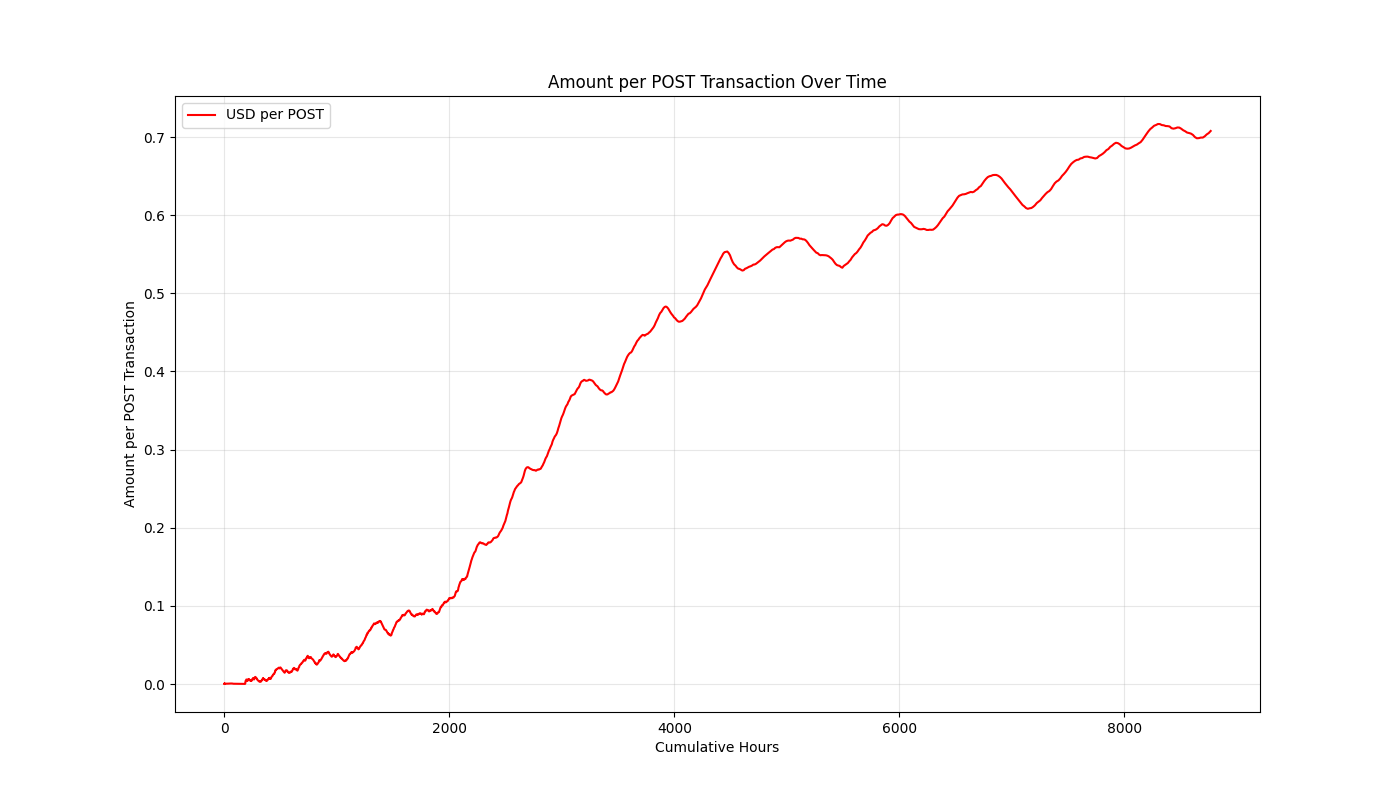 Amount per POST Transaction Over Time
USD per POST
0.7
0.6
0.5
0.4
0.3
0.2
0.1
0.0
Amount per POST Transaction
0 2000 4000 6000 8000
Cumulative Hours